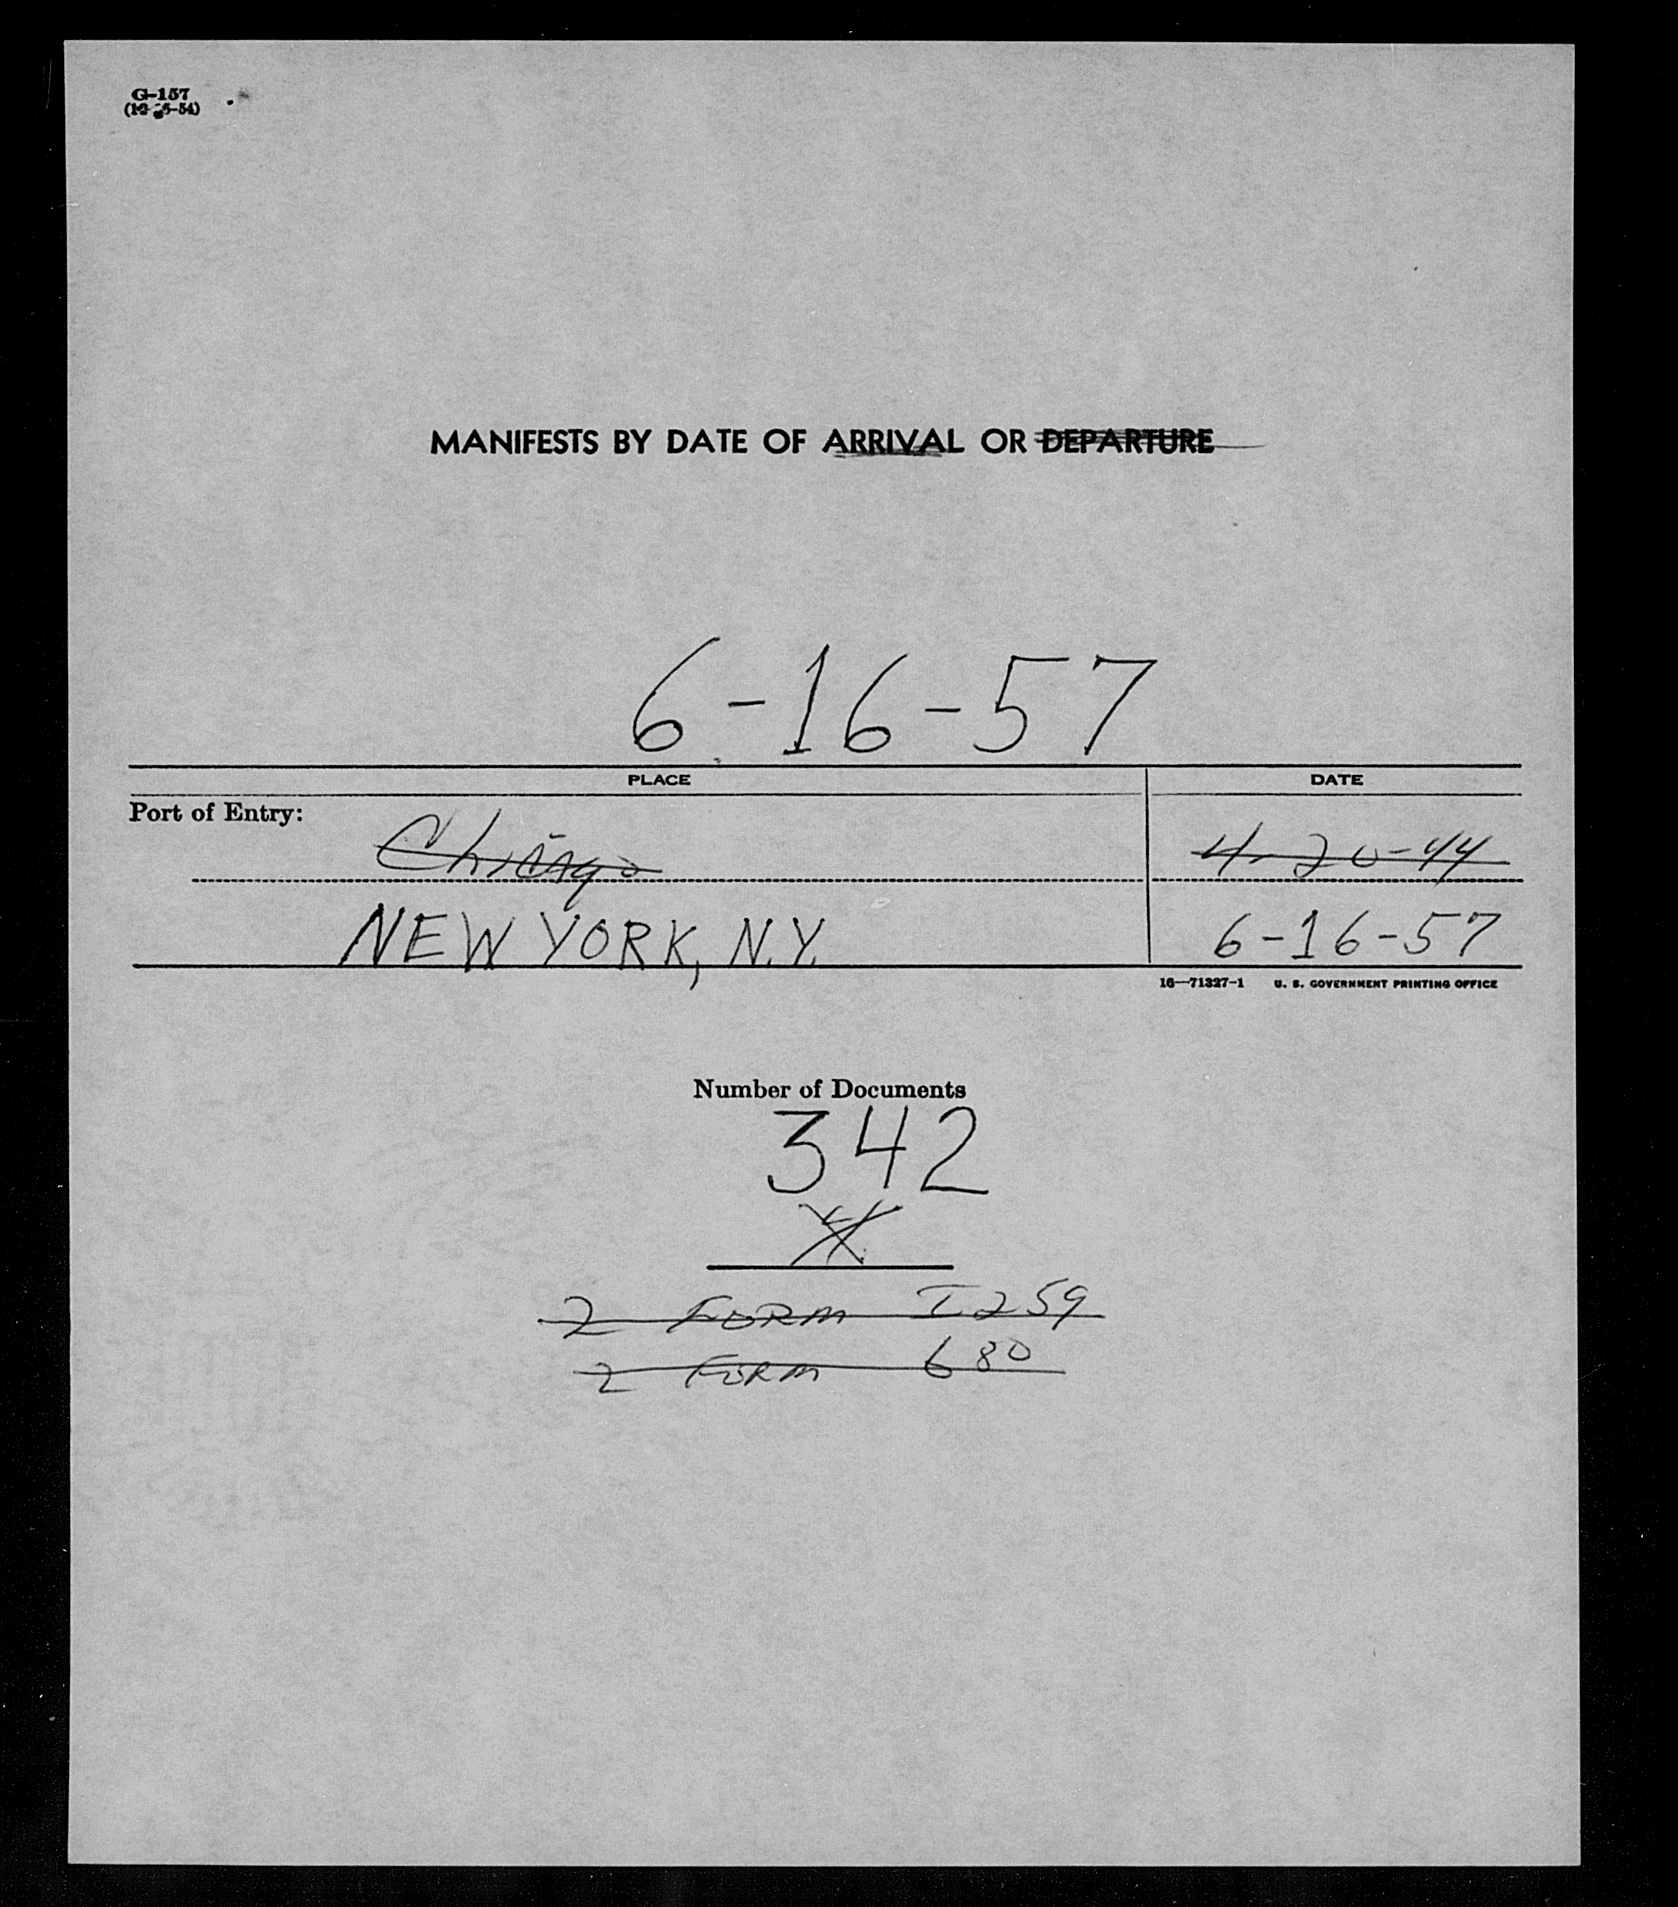 G-157
MANIFESTS BY DATE OF ARRIVAL OR DEPARTURE
6-16-57
PLACE DATE
Port of Entry:
Chicago 4-20-44
NEW YORK, N.Y. 6-16-57
16—71327-1 U. S. GOVERNMENT PRINTING OFFICE
Number of Documents
342
2 FORM I259
2 FORM 680